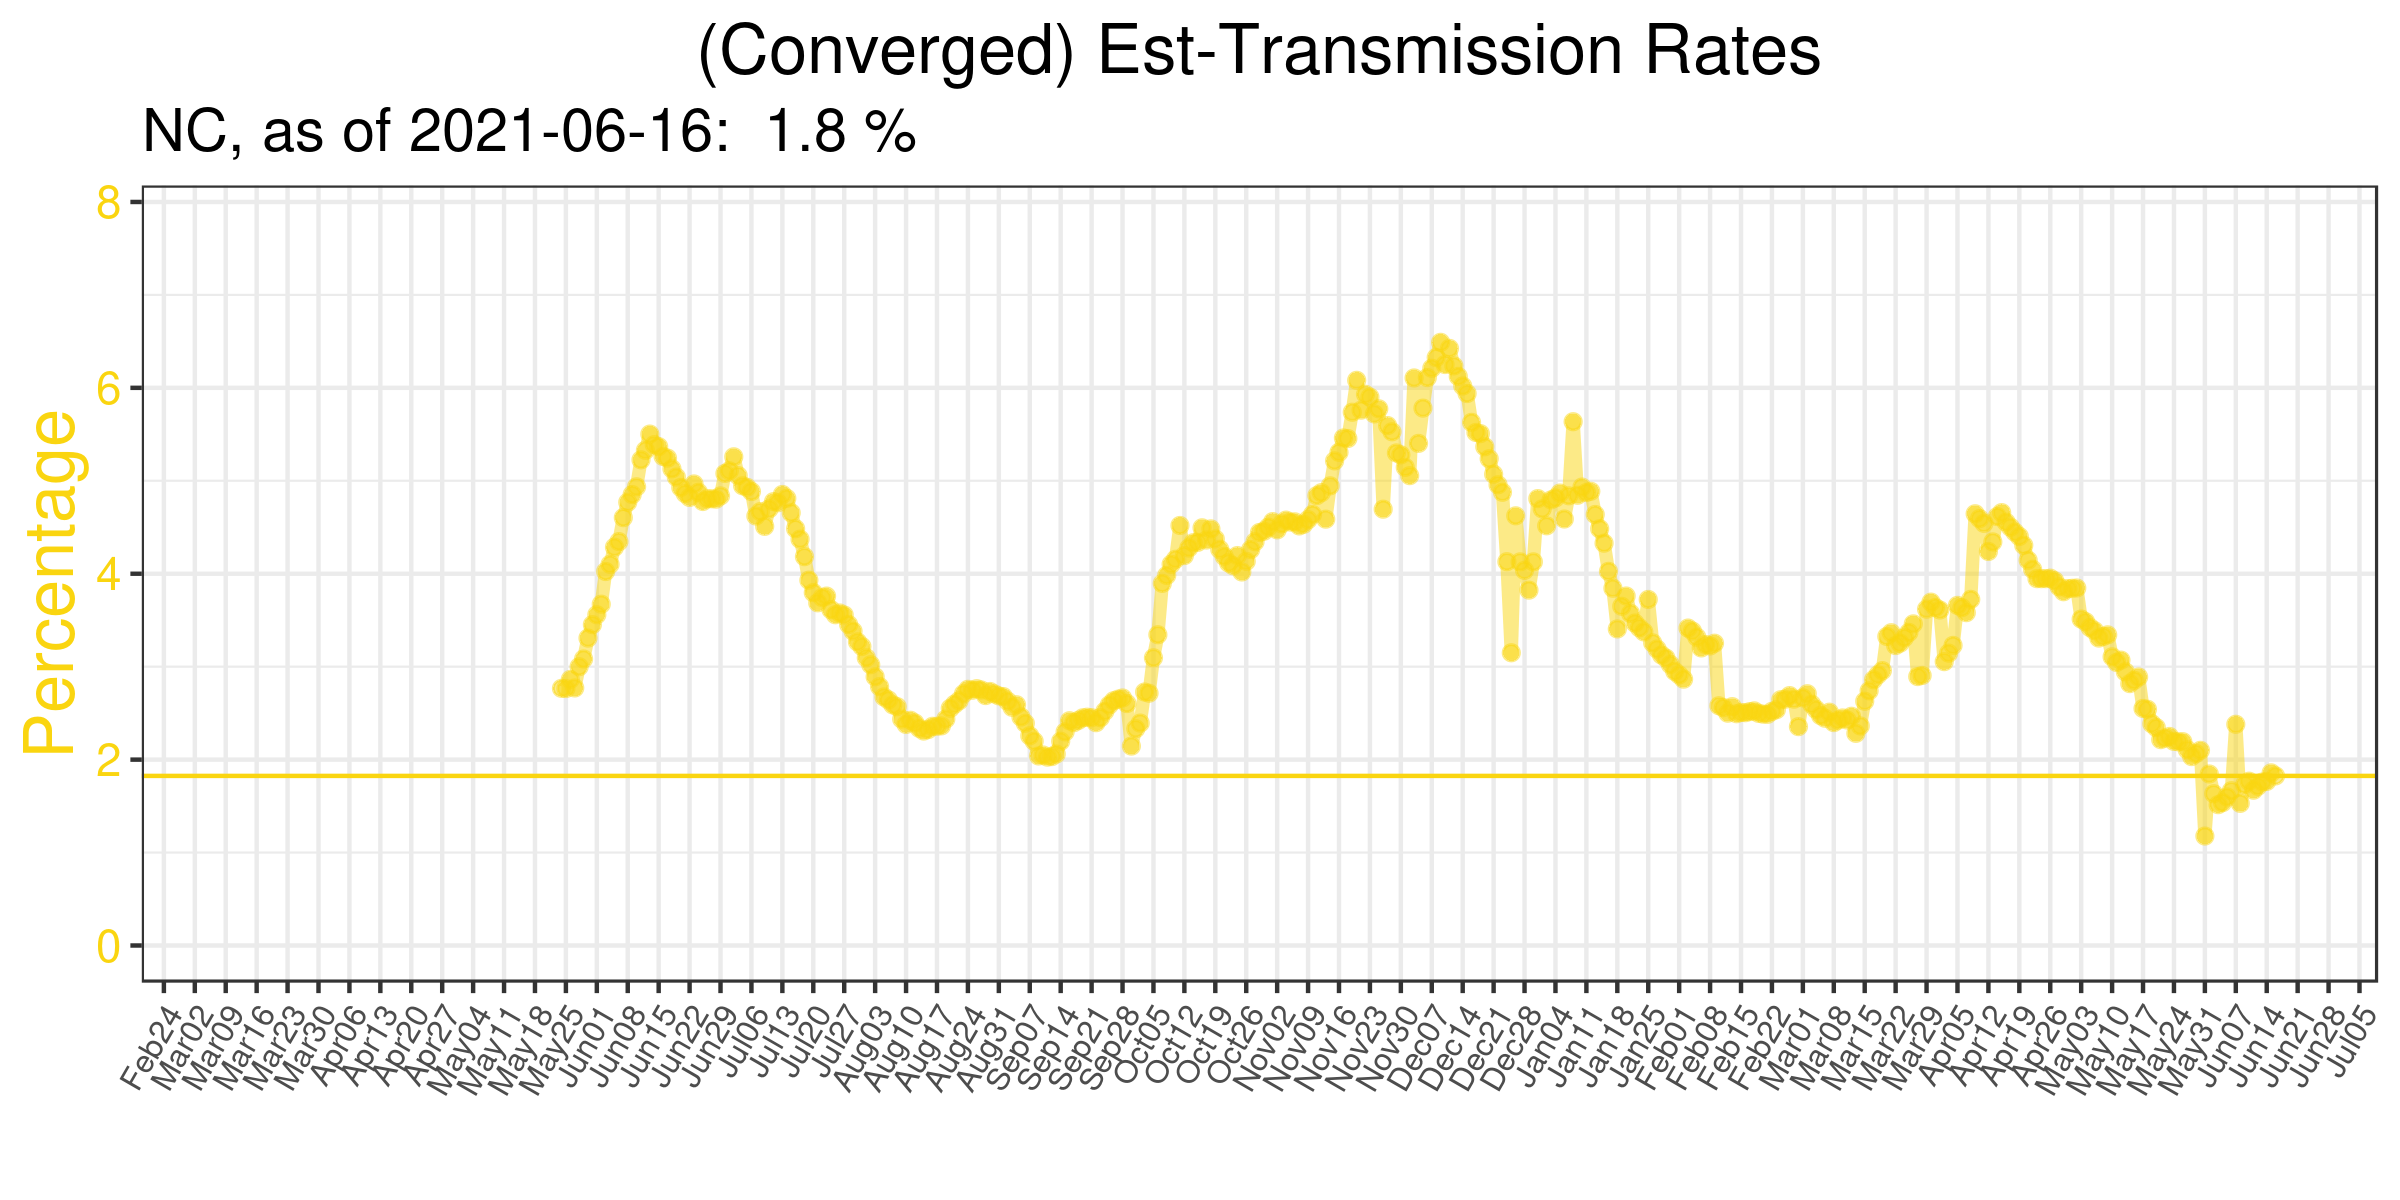 (Converged) Est-Transmission Rates
NC, as of 2021-06-16:  1.8 %
Percentage
8
6
4
2
0
Feb24
Mar02
Mar09
Mar16
Mar23
Mar30
Apr06
Apr13
Apr20
Apr27
May04
May11
May18
May25
Jun01
Jun08
Jun15
Jun22
Jun29
Jul06
Jul13
Jul20
Jul27
Aug03
Aug10
Aug17
Aug24
Aug31
Sep07
Sep14
Sep21
Sep28
Oct05
Oct12
Oct19
Oct26
Nov02
Nov09
Nov16
Nov23
Nov30
Dec07
Dec14
Dec21
Dec28
Jan04
Jan11
Jan18
Jan25
Feb01
Feb08
Feb15
Feb22
Mar01
Mar08
Mar15
Mar22
Mar29
Apr05
Apr12
Apr19
Apr26
May03
May10
May17
May24
May31
Jun07
Jun14
Jun21
Jun28
Jul05